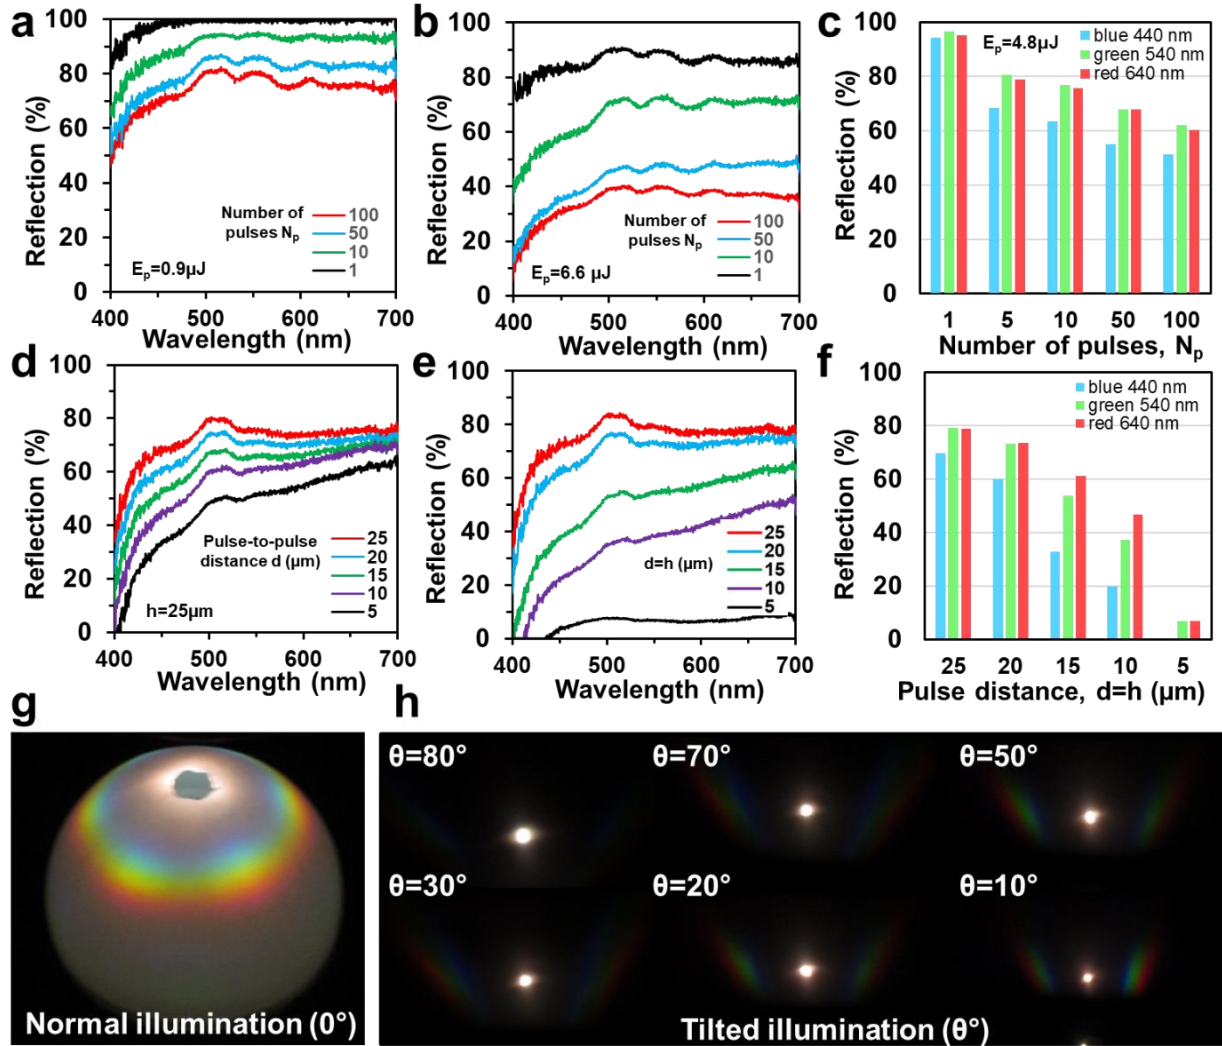 a
Reflection (%)
100
80
60
40
20
0
Number of
pulses Np
100
50
10
1
Ep=0.9µJ
400 500 600 700
Wavelength (nm)
b
Reflection (%)
100
80
60
40
20
0
Number of
pulses Np
100
50
10
1
Ep=6.6 µJ
400 500 600 700
Wavelength (nm)
c
Reflection (%)
100
80
60
40
20
0
Ep=4.8µJ
blue 440 nm
green 540 nm
red 640 nm
1 5 10 50 100
Number of pulses, Np
d
Reflection (%)
100
80
60
40
20
0
Pulse-to-pulse
distance d (µm)
25
20
15
10
5
h=25µm
400 500 600 700
Wavelength (nm)
e
Reflection (%)
100
80
60
40
20
0
d=h (µm)
25
20
15
10
5
400 500 600 700
Wavelength (nm)
f
Reflection (%)
100
80
60
40
20
0
blue 440 nm
green 540 nm
red 640 nm
25 20 15 10 5
Pulse distance, d=h (µm)
g
Normal illumination (0°)
h
θ=80° θ=70° θ=50°
θ=30° θ=20° θ=10°
Tilted illumination (θ°)